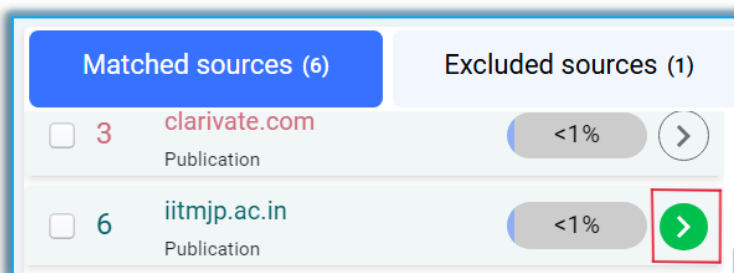 Matched sources (6) Excluded sources (1)
3 clarivate.com <1%
Publication
6 iitmjp.ac.in <1%
Publication